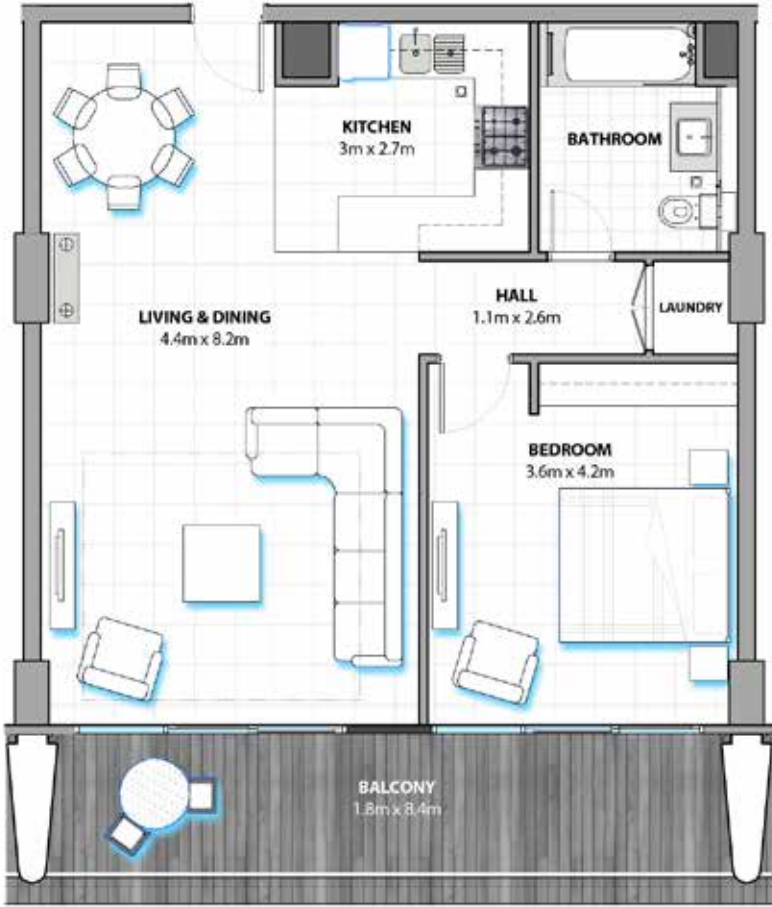 KITCHEN
3m x 2.7m
BATHROOM
HALL
1.1m x 2.6m
LAUNDRY
LIVING & DINING
4.4m x 8.2m
BEDROOM
3.6m x 4.2m
BALCONY
1.8m x 8.4m